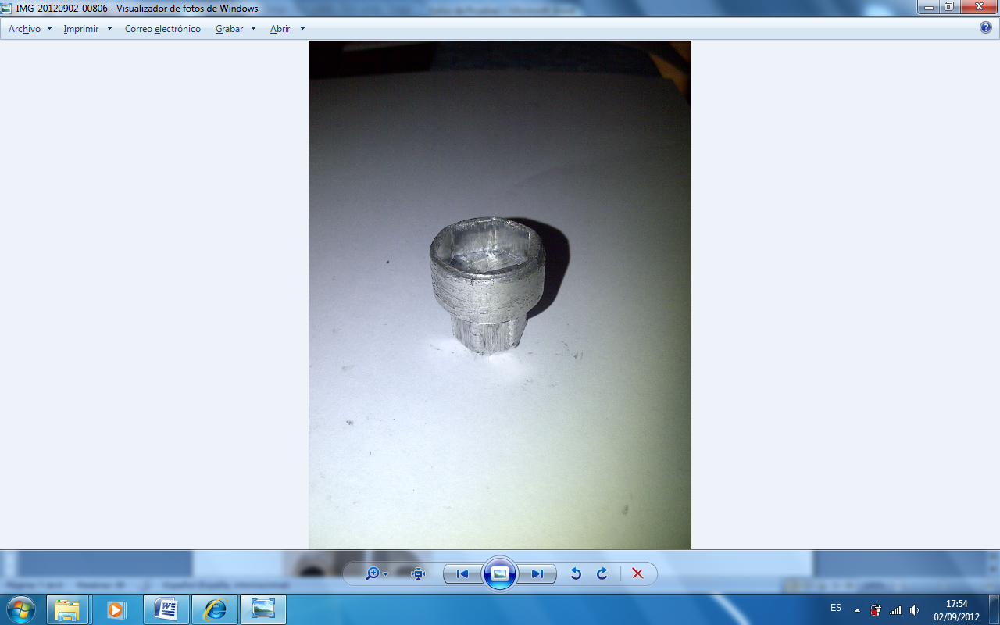 IMG-20120902-00806 - Visualizador de fotos de Windows
Archivo Imprimir Correo electrónico Grabar Abrir
ES 17:54
02/09/2012